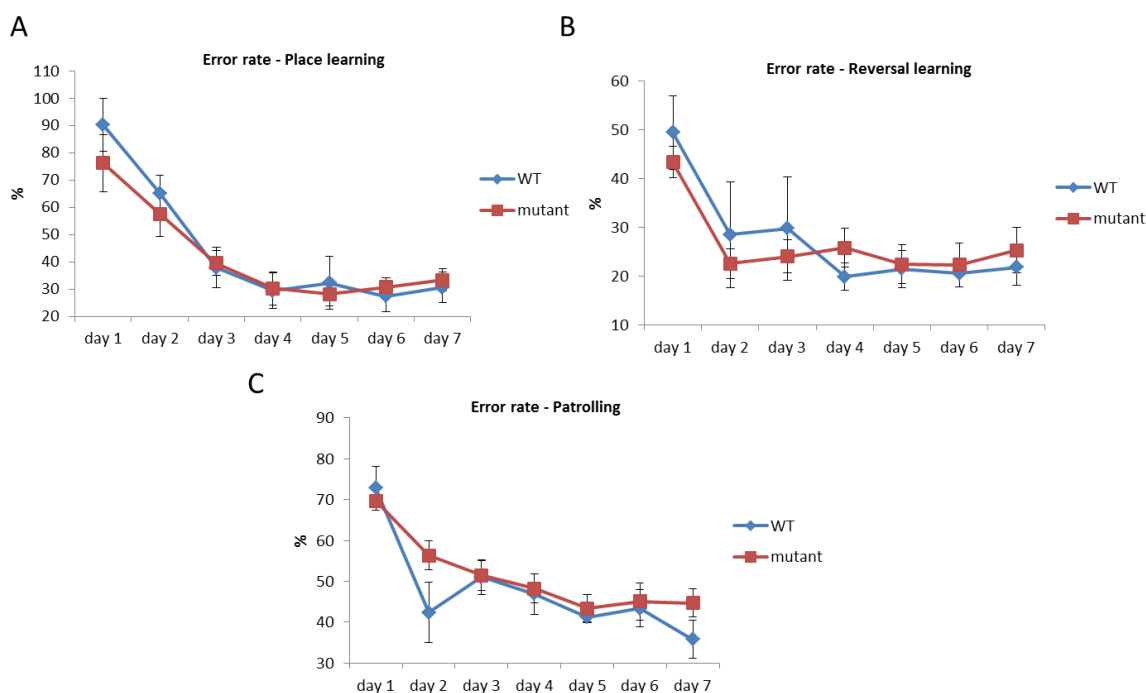 A
Error rate - Place learning
110
100
90
80
70
60
50
40
30
20
%
day 1 day 2 day 3 day 4 day 5 day 6 day 7
WT
mutant
B
Error rate - Reversal learning
60
50
40
30
20
10
%
day 1 day 2 day 3 day 4 day 5 day 6 day 7
WT
mutant
C
Error rate - Patrolling
90
80
70
60
50
40
30
%
day 1 day 2 day 3 day 4 day 5 day 6 day 7
WT
mutant